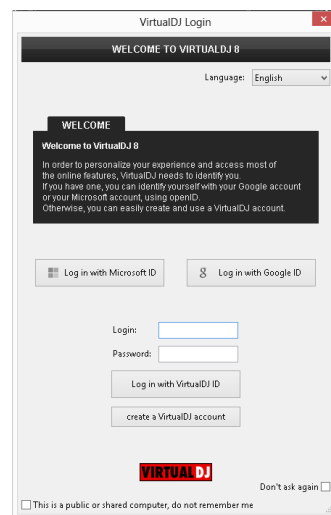 VirtualDJ Login
WELCOME TO VIRTUALDJ 8
Language: English
WELCOME
Welcome to VirtualDJ 8
In order to personalize your experience and access most of
the online features, VirtualDJ needs to identify you.
If you have one, you can identify yourself with your Google account
or your Microsoft account, using openID.
Otherwise, you can easily create and use a VirtualDJ account.
Log in with Microsoft ID
g Log in with Google ID
Login:
Password:
Log in with VirtualDJ ID
create a VirtualDJ account
VIRTUAL DJ
Don't ask again
This is a public or shared computer, do not remember me